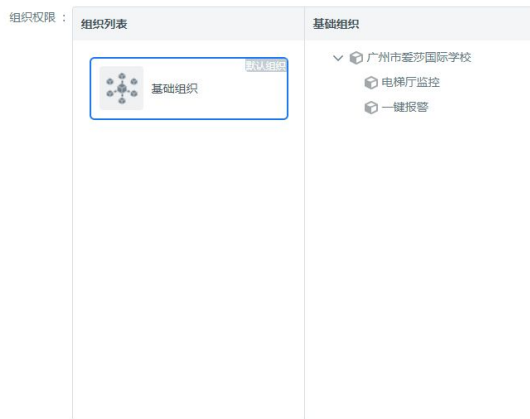 组织权限 ：
组织列表
基础组织
默认组织
基础组织
广州市爱莎国际学校
电梯厅监控
一键报警